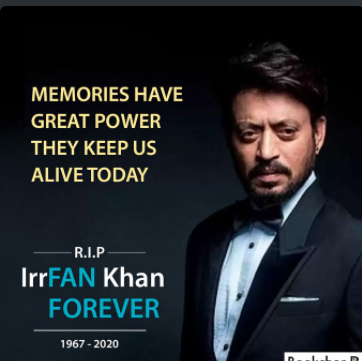 MEMORIES HAVE
GREAT POWER
THEY KEEP US
ALIVE TODAY
R.I.P
IrrFAN Khan
FOREVER
1967 - 2020